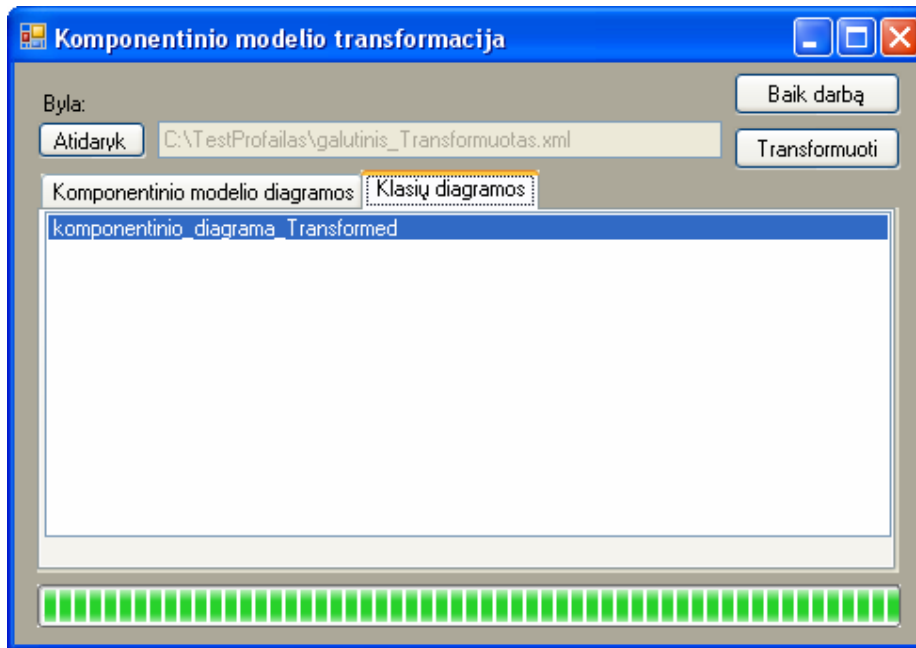 Komponentinio modelio transformacija
Byla:
Baik darbą
Atidaryk
C:\TestProfailas\galutinis_Transformuotas.xml
Transformuoti
Komponentinio modelio diagramos
Klasių diagramos
komponentinio_diagrama_Transformed